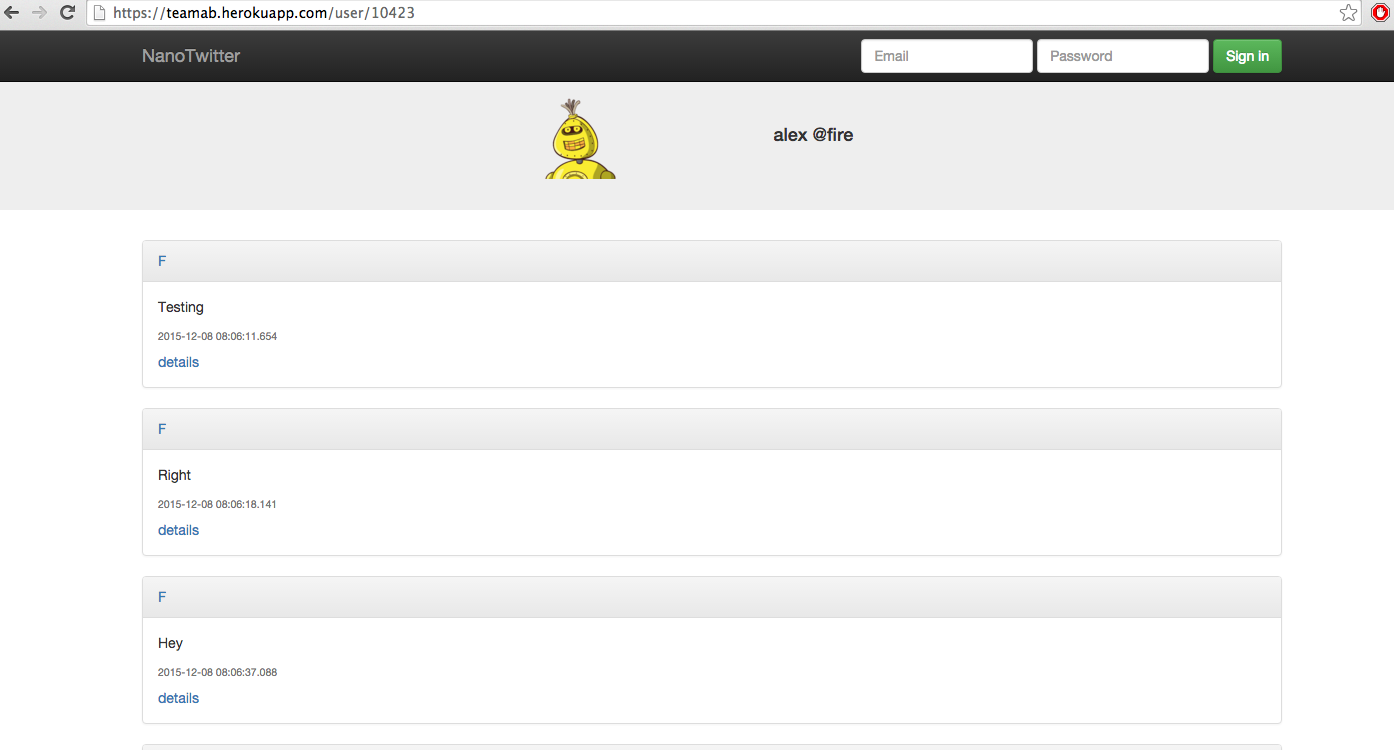 https://teamab.herokuapp.com/user/10423
NanoTwitter Email Password Sign in
alex @fire
F
Testing
2015-12-08 08:06:11.654
details
F
Right
2015-12-08 08:06:18.141
details
F
Hey
2015-12-08 08:06:37.088
details